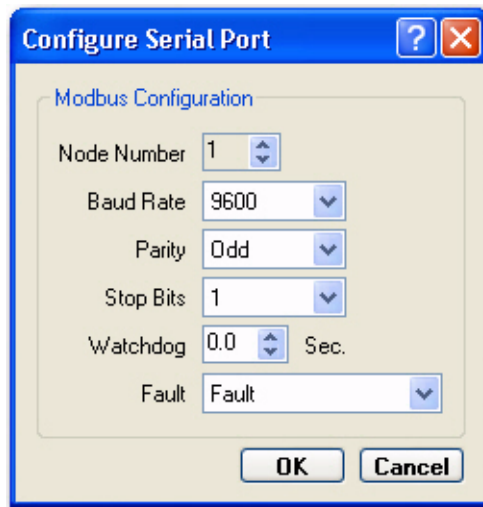 Configure Serial Port ?
Modbus Configuration
Node Number 1
Baud Rate 9600
Parity Odd
Stop Bits 1
Watchdog 0.0 Sec.
Fault Fault
OK Cancel